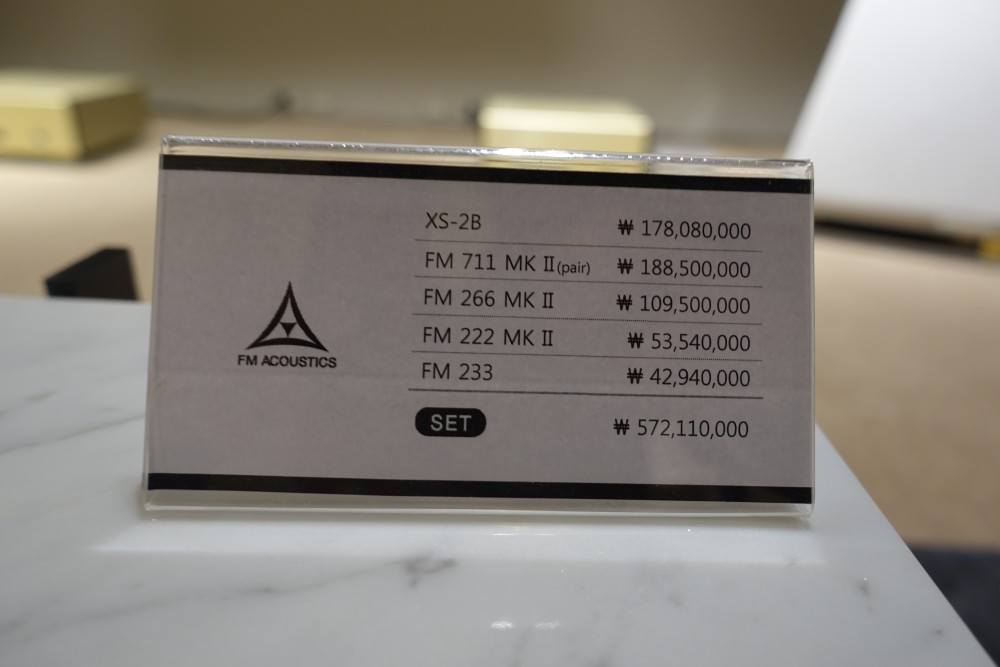 XS-2B ₩ 178,080,000
FM 711 MK Ⅱ(pair) ₩ 188,500,000
FM 266 MK Ⅱ ₩ 109,500,000
FM 222 MK Ⅱ ₩ 53,540,000
FM 233 ₩ 42,940,000
SET ₩ 572,110,000
FM ACOUSTICS